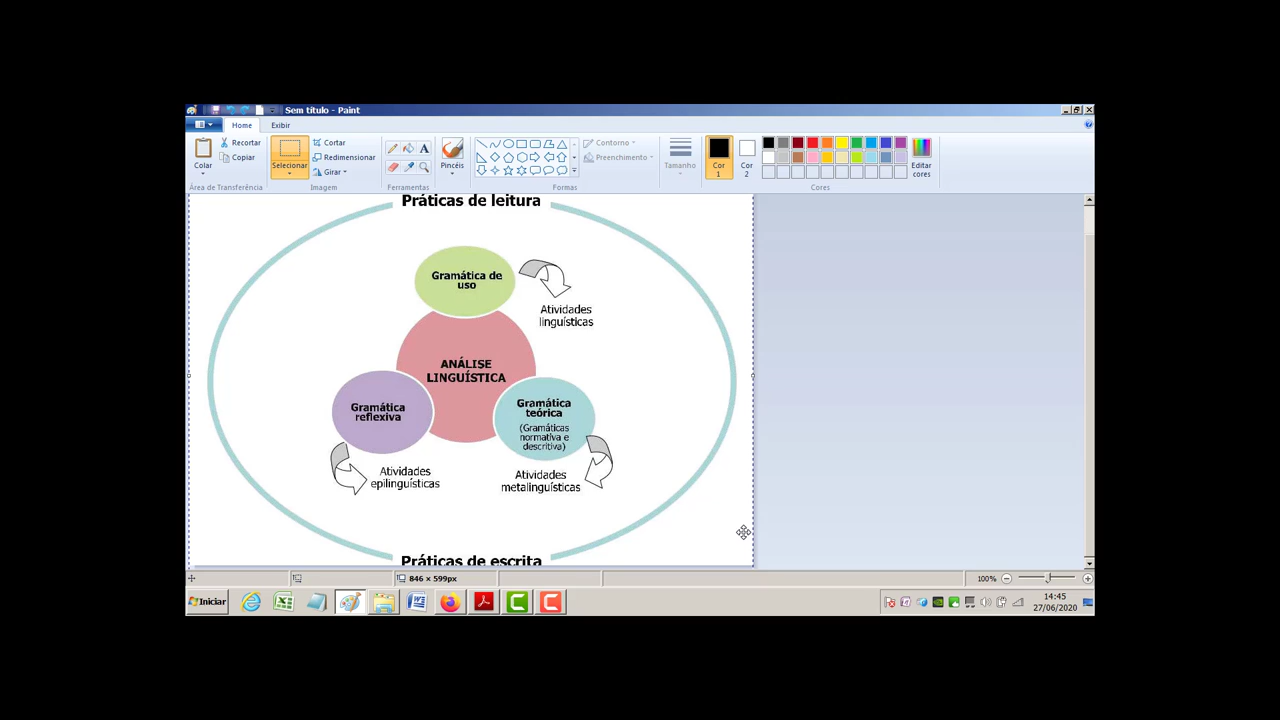 Sem título - Paint
Home Exibir
Colar
Recortar
Copiar
Área de Transferência
Selecionar
Cortar
Redimensionar
Girar
Imagem
A
Ferramentas
Pincéis
Contorno
Preenchimento
Formas
Tamanho
Cor
1
Cor
2
Editar
cores
Cores
Práticas de leitura
Gramática de
uso
Atividades
linguísticas
ANÁLISE
LINGUÍSTICA
Gramática
reflexiva
Gramática
teórica
(Gramáticas
normativa e
descritiva)
Atividades
epilinguísticas
Atividades
metalinguísticas
Práticas de escrita
846 × 599px
100%
Iniciar
14:45
27/06/2020